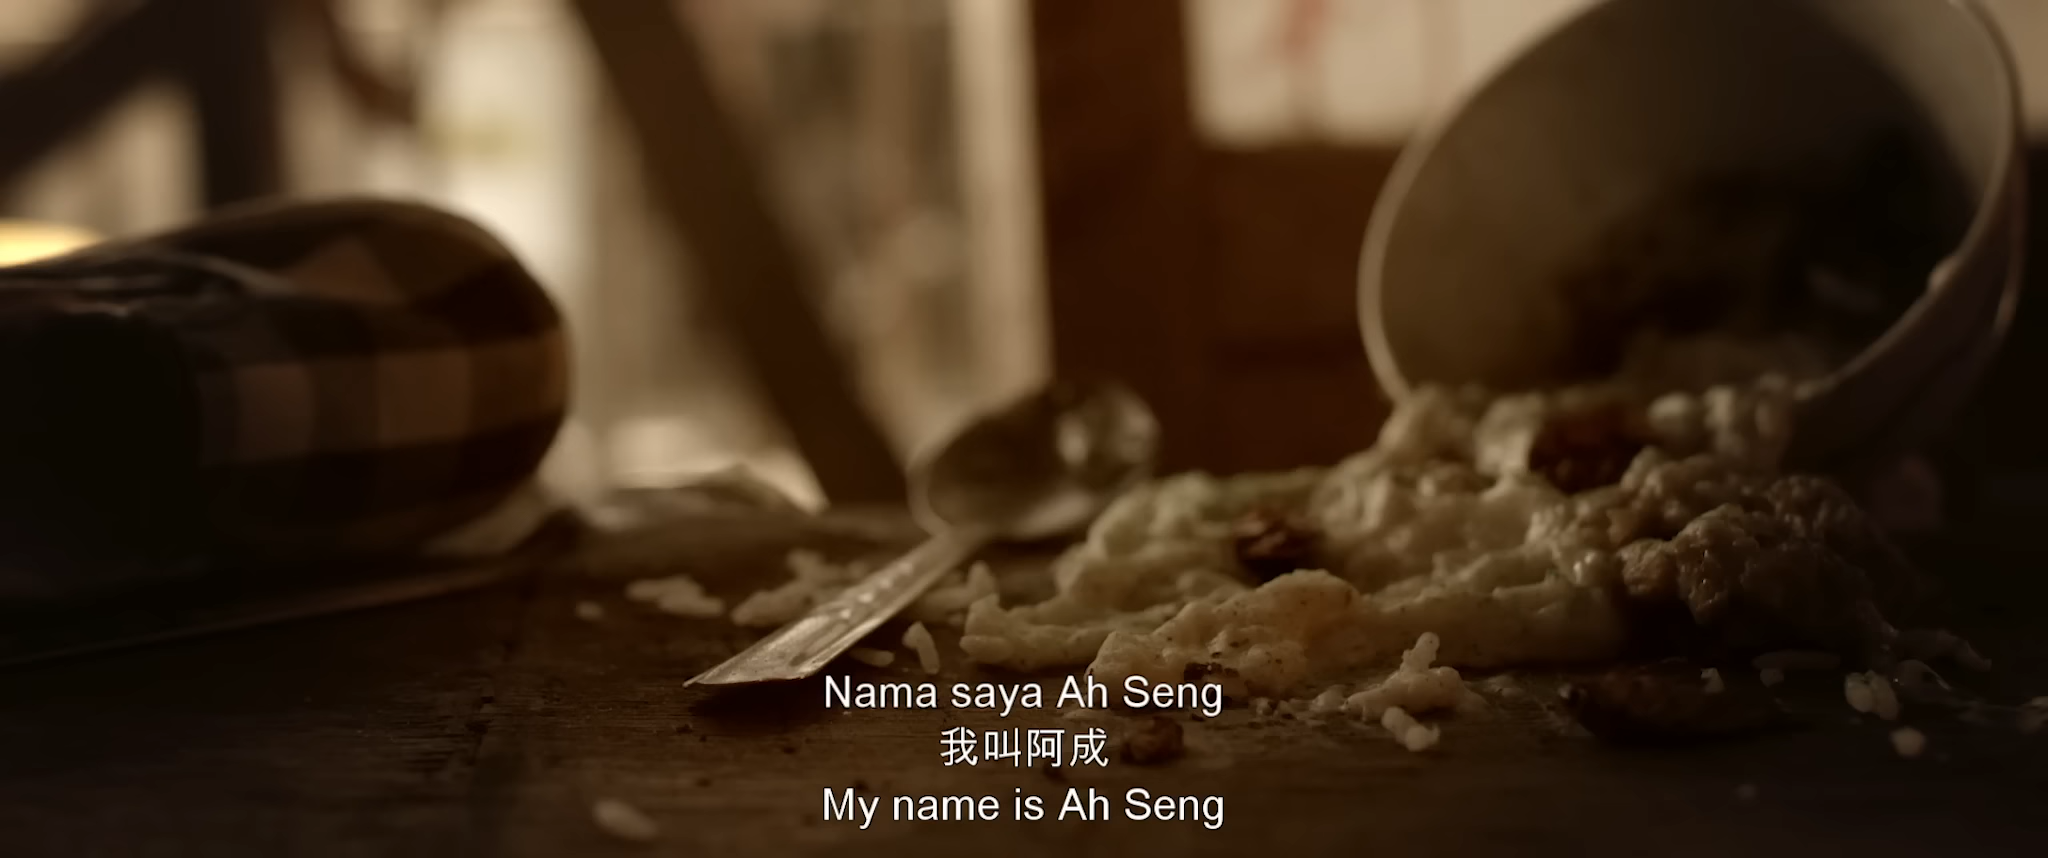 Nama saya Ah Seng
我叫阿成
My name is Ah Seng